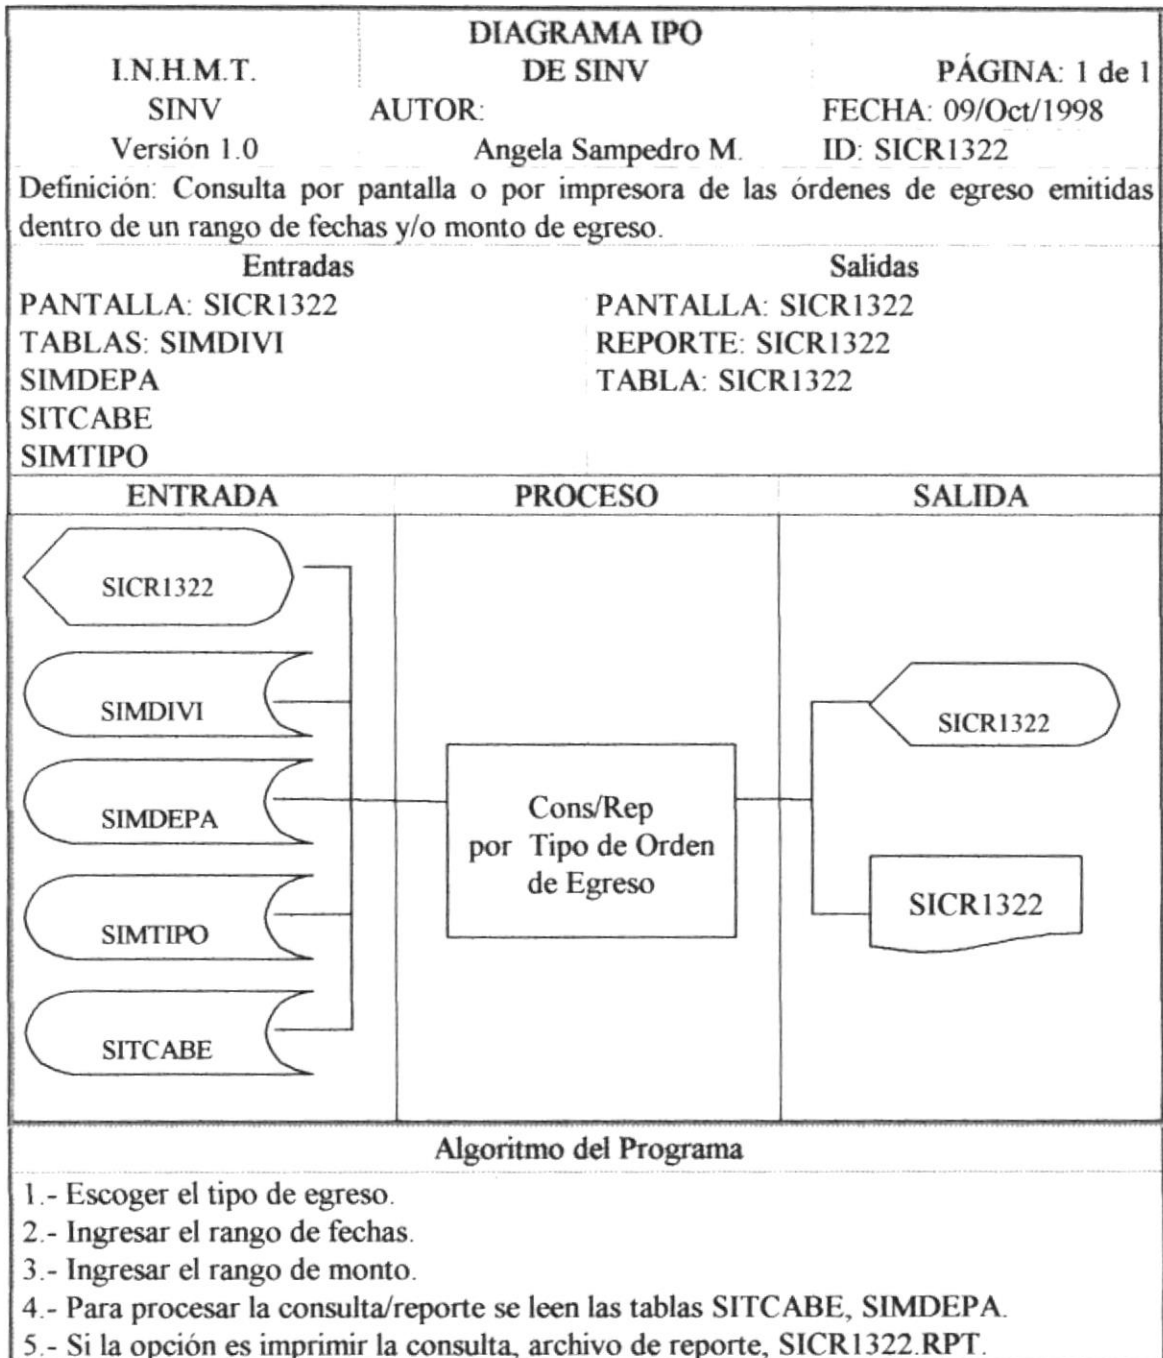 DIAGRAMA IPO
I.N.H.M.T. DE SINV PÁGINA: 1 de 1
SINV AUTOR: FECHA: 09/Oct/1998
Versión 1.0 Angela Sampedro M. ID: SICR1322
Definición: Consulta por pantalla o por impresora de las órdenes de egreso emitidas
dentro de un rango de fechas y/o monto de egreso.
Entradas Salidas
PANTALLA: SICR1322 PANTALLA: SICR1322
TABLAS: SIMDIVI REPORTE: SICR1322
SIMDEPA TABLA: SICR1322
SITCABE
SIMTIPO
ENTRADA PROCESO SALIDA
SICR1322
SIMDIVI
SIMDEPA
SIMTIPO
SITCABE
Cons/Rep
por Tipo de Orden
de Egreso
SICR1322
SICR1322
Algoritmo del Programa
1.- Escoger el tipo de egreso.
2.- Ingresar el rango de fechas.
3.- Ingresar el rango de monto.
4.- Para procesar la consulta/reporte se leen las tablas SITCABE, SIMDEPA.
5.- Si la opción es imprimir la consulta, archivo de reporte, SICR1322.RPT.